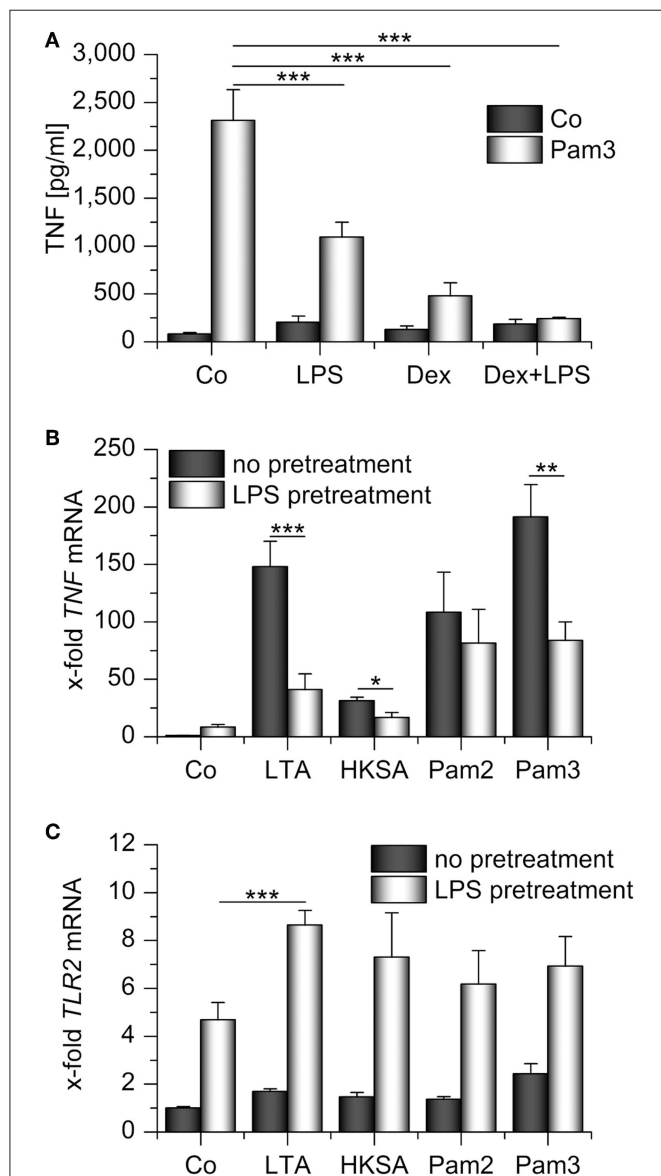 A
TNF [pg/ml]
3,000
2,500
2,000
1,500
1,000
500
0
***
***
***
Co
Pam3
Co LPS Dex Dex+LPS
B
x-fold TNF mRNA
250
200
150
100
50
0
no pretreatment
LPS pretreatment
***
*
**
Co LTA HKSA Pam2 Pam3
C
x-fold TLR2 mRNA
12
10
8
6
4
2
0
no pretreatment
LPS pretreatment
***
Co LTA HKSA Pam2 Pam3